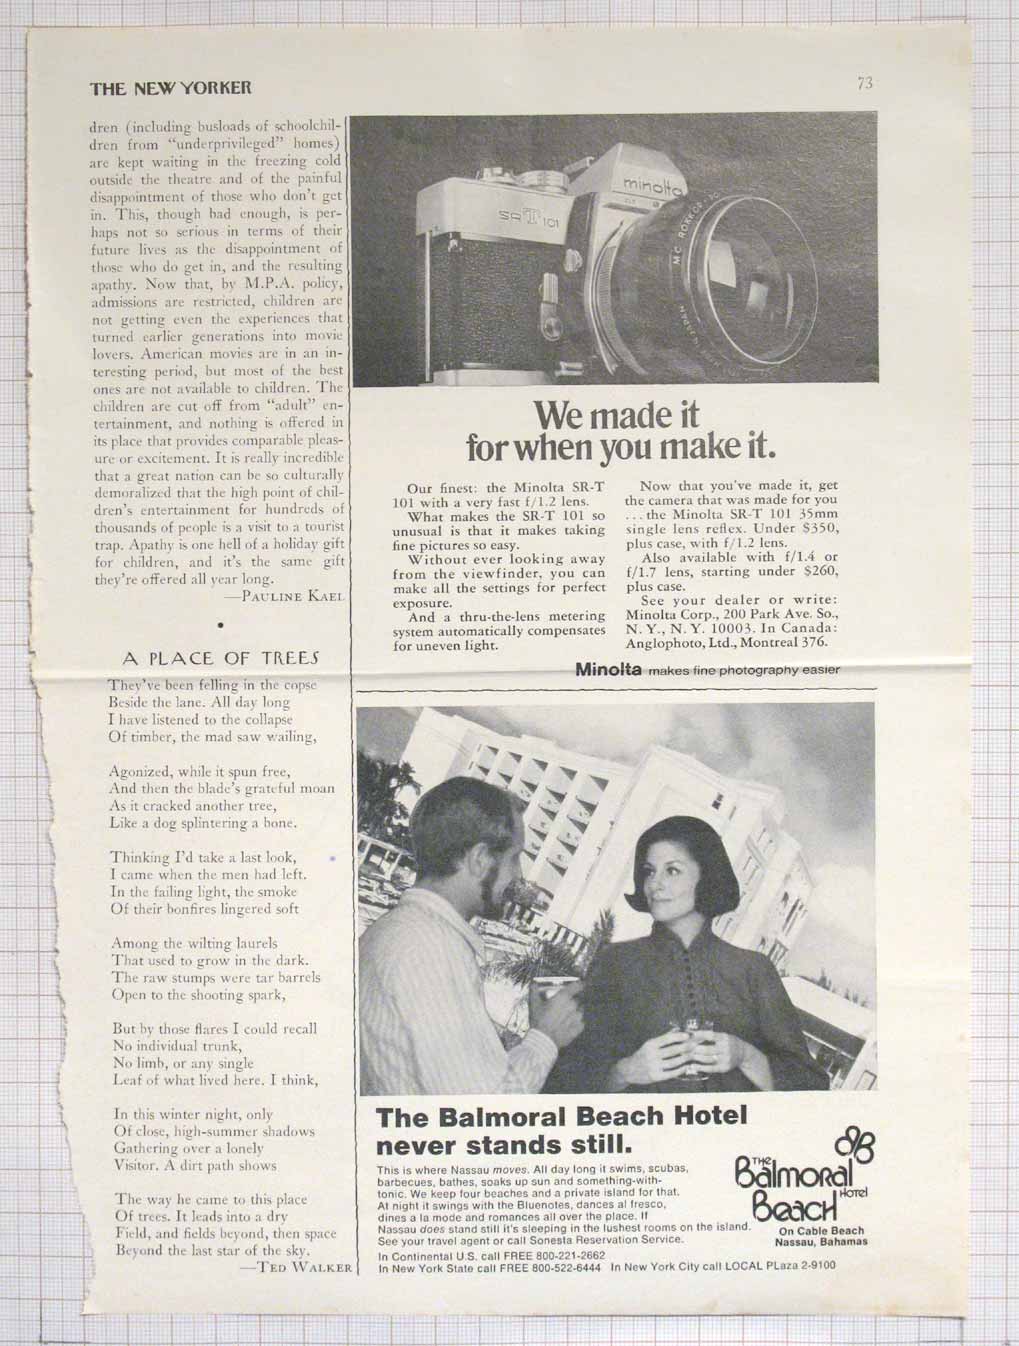 THE NEW YORKER
73
dren (including busloads of schoolchil-
dren from "underprivileged" homes)
are kept waiting in the freezing cold
outside the theatre and of the painful
disappointment of those who don't get
in. This, though bad enough, is per-
haps not so serious in terms of their
future lives as the disappointment of
those who do get in, and the resulting
apathy. Now that, by M.P.A. policy,
admissions are restricted, children are
not getting even the experiences that
turned earlier generations into movie
lovers. American movies are in an in-
teresting period, but most of the best
ones are not available to children. The
children are cut off from "adult" en-
tertainment, and nothing is offered in
its place that provides comparable pleas-
ure or excitement. It is really incredible
that a great nation can be so culturally
demoralized that the high point of chil-
dren's entertainment for hundreds of
thousands of people is a visit to a tourist
trap. Apathy is one hell of a holiday gift
for children, and it's the same gift
they're offered all year long.
—PAULINE KAEL
•
A PLACE OF TREES
They've been felling in the copse
Beside the lane. All day long
I have listened to the collapse
Of timber, the mad saw wailing,
Agonized, while it spun free,
And then the blade's grateful moan
As it cracked another tree,
Like a dog splintering a bone.
Thinking I'd take a last look,
I came when the men had left.
In the failing light, the smoke
Of their bonfires lingered soft
Among the wilting laurels
That used to grow in the dark.
The raw stumps were tar barrels
Open to the shooting spark,
But by those flares I could recall
No individual trunk,
No limb, or any single
Leaf of what lived here. I think,
In this winter night, only
Of close, high-summer shadows
Gathering over a lonely
Visitor. A dirt path shows
The way he came to this place
Of trees. It leads into a dry
Field, and fields beyond, then space
Beyond the last star of the sky.
—TED WALKER
minolta
SRT 101
MC ROKKOR
JAPAN
We made it
for when you make it.
Our finest: the Minolta SR-T
101 with a very fast f/1.2 lens.
What makes the SR-T 101 so
unusual is that it makes taking
fine pictures so easy.
Without ever looking away
from the viewfinder, you can
make all the settings for perfect
exposure.
And a thru-the-lens metering
system automatically compensates
for uneven light.
Now that you've made it, get
the camera that was made for you
...the Minolta SR-T 101 35mm
single lens reflex. Under $350,
plus case, with f/1.2 lens.
Also available with f/1.4 or
f/1.7 lens, starting under $260,
plus case.
See your dealer or write:
Minolta Corp., 200 Park Ave. So.,
N.Y., N.Y. 10003. In Canada:
Anglophoto, Ltd., Montreal 376.
Minolta makes fine photography easier
The Balmoral Beach Hotel
never stands still.
This is where Nassau moves. All day long it swims, scubas,
barbecues, bathes, soaks up sun and something-with-
tonic. We keep four beaches and a private island for that.
At night it swings with the Bluenotes, dances al fresco,
dines a la mode and romances all over the place. If
Nassau does stand still it's sleeping in the lushest rooms on the island.
See your travel agent or call Sonesta Reservation Service.
In Continental U.S. call FREE 800-221-2662
In New York State call FREE 800-522-6444 In New York City call LOCAL PLaza 2-9100
THE
Balmoral
Beach HOTEL
On Cable Beach
Nassau, Bahamas